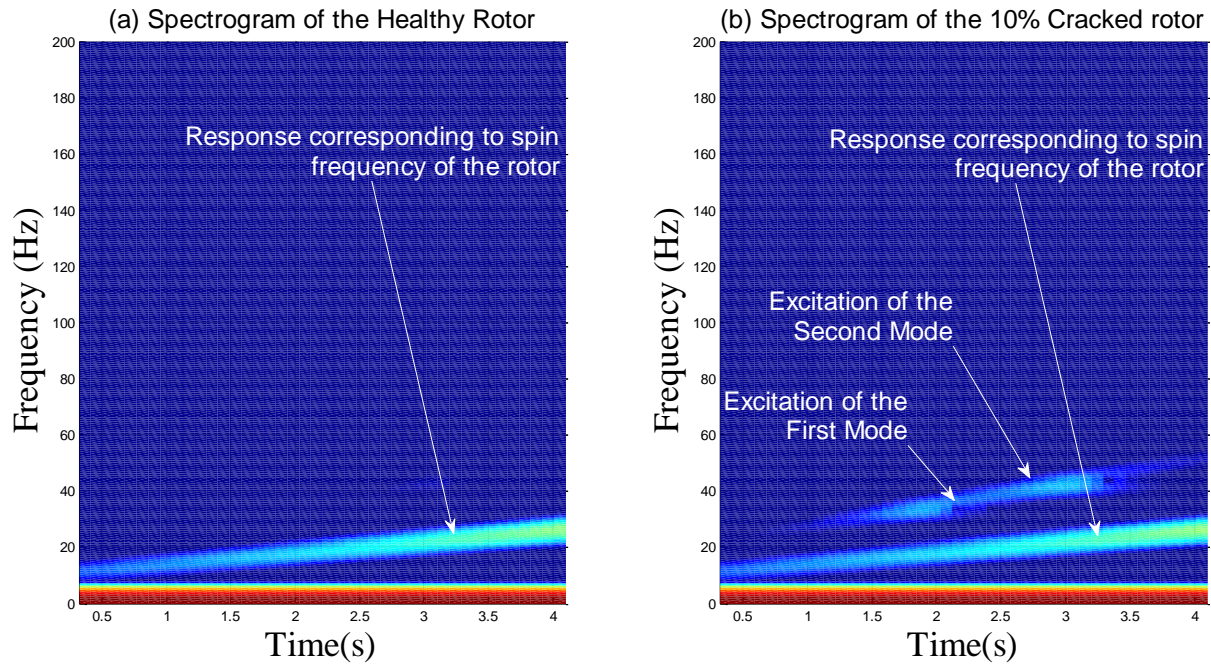 (a) Spectrogram of the Healthy Rotor
200
180
160
140
120
100
80
60
40
20
0
Frequency (Hz)
Response corresponding to spin
frequency of the rotor
0.5 1 1.5 2 2.5 3 3.5 4
Time(s)
(b) Spectrogram of the 10% Cracked rotor
200
180
160
140
120
100
80
60
40
20
0
Frequency (Hz)
Response corresponding to spin
frequency of the rotor
Excitation of the
Second Mode
Excitation of the
First Mode
0.5 1 1.5 2 2.5 3 3.5 4
Time(s)